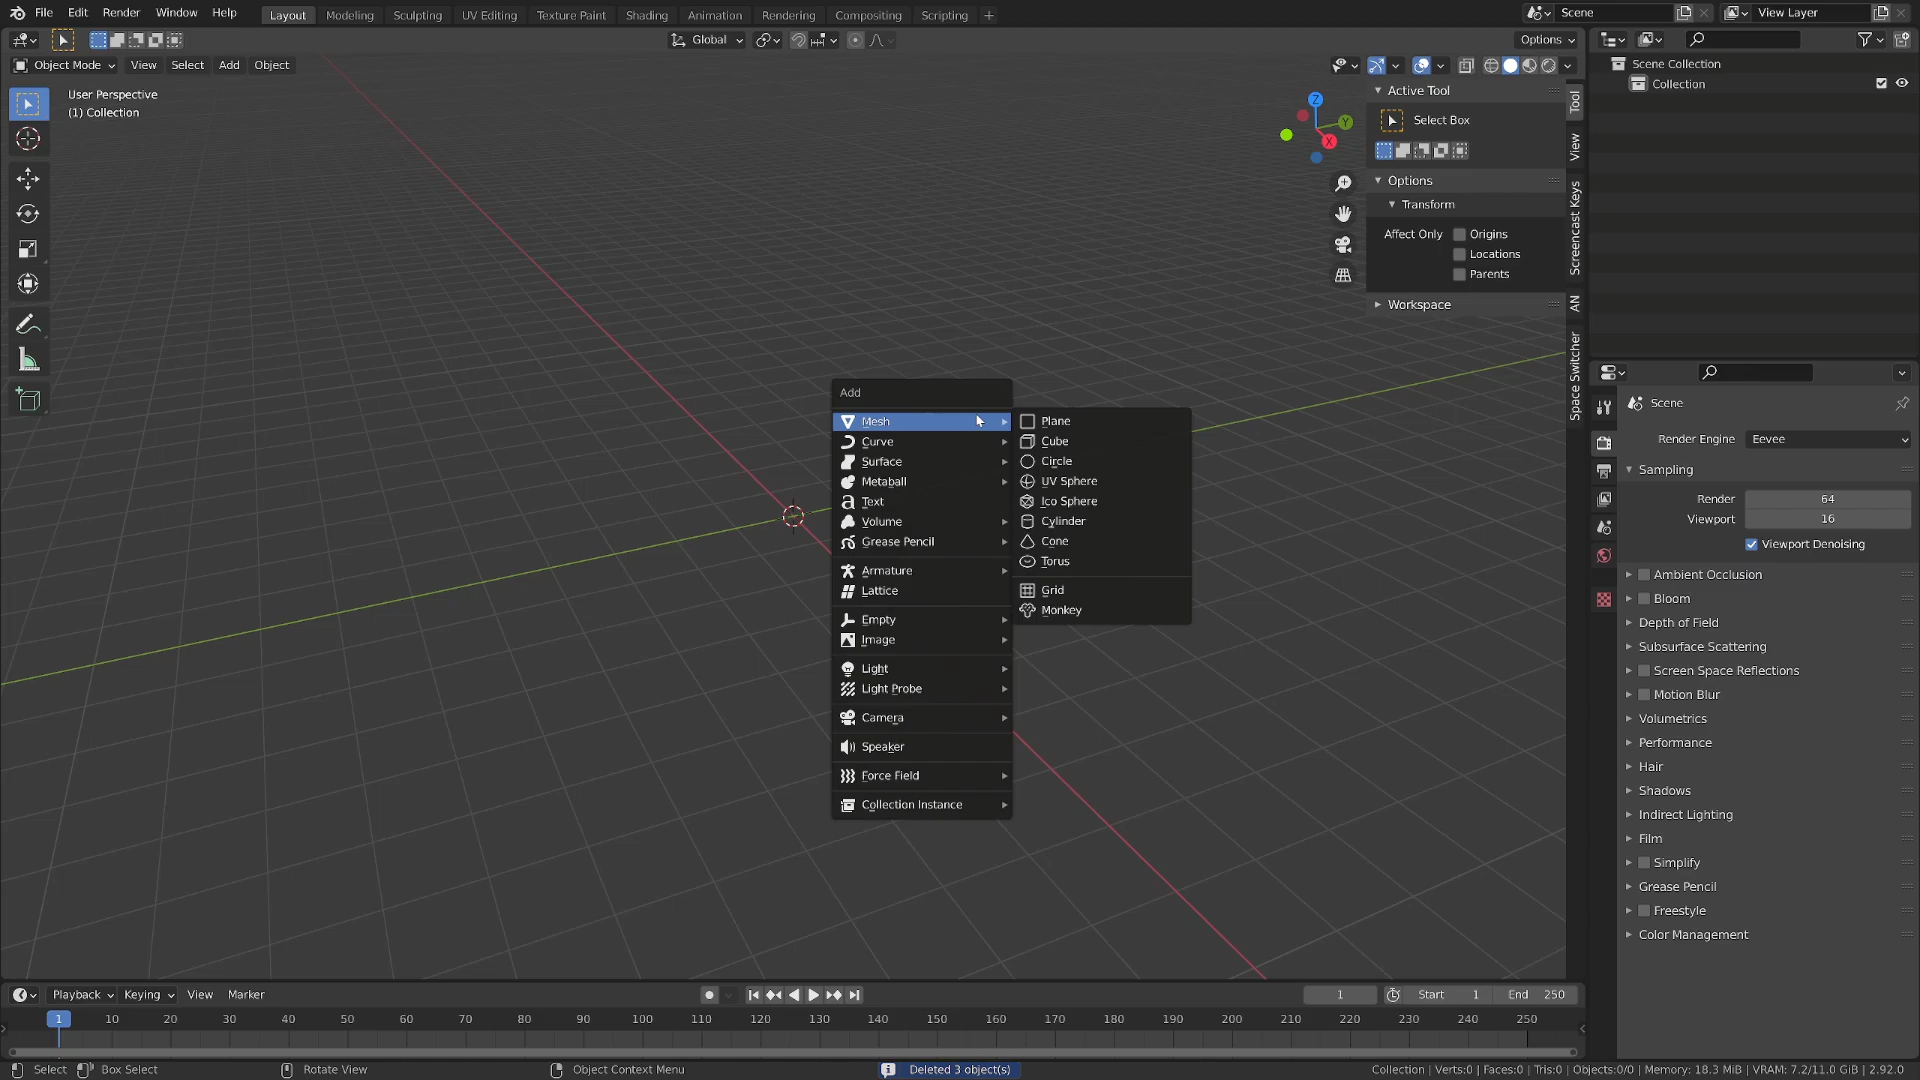 File Edit Render Window Help Layout Modeling Sculpting UV Editing Texture Paint Shading Animation Rendering Compositing Scripting + Scene View Layer
Global Options
Object Mode View Select Add Object
User Perspective
(1) Collection
Z
Y
X
Active Tool
Select Box
Options
Transform
Affect Only Origins
Locations
Parents
Workspace
Tool
View
Screencast Keys
AN
Space Switcher
Scene Collection
Collection
Add
Mesh
Curve
Surface
Metaball
Text
Volume
Grease Pencil
Armature
Lattice
Empty
Image
Light
Light Probe
Camera
Speaker
Force Field
Collection Instance
Plane
Cube
Circle
UV Sphere
Ico Sphere
Cylinder
Cone
Torus
Grid
Monkey
Scene
Render Engine Eevee
Sampling
Render 64
Viewport 16
Viewport Denoising
Ambient Occlusion
Bloom
Depth of Field
Subsurface Scattering
Screen Space Reflections
Motion Blur
Volumetrics
Performance
Hair
Shadows
Indirect Lighting
Film
Simplify
Grease Pencil
Freestyle
Color Management
Playback Keying View Marker 1 Start 1 End 250
1 10 20 30 40 50 60 70 80 90 100 110 120 130 140 150 160 170 180 190 200 210 220 230 240 250
Select Box Select Rotate View Object Context Menu Deleted 3 object(s) Collection | Verts:0 | Faces:0 | Tris:0 | Objects:0/0 | Memory: 18.3 MiB | VRAM: 7.2/11.0 GiB | 2.92.0